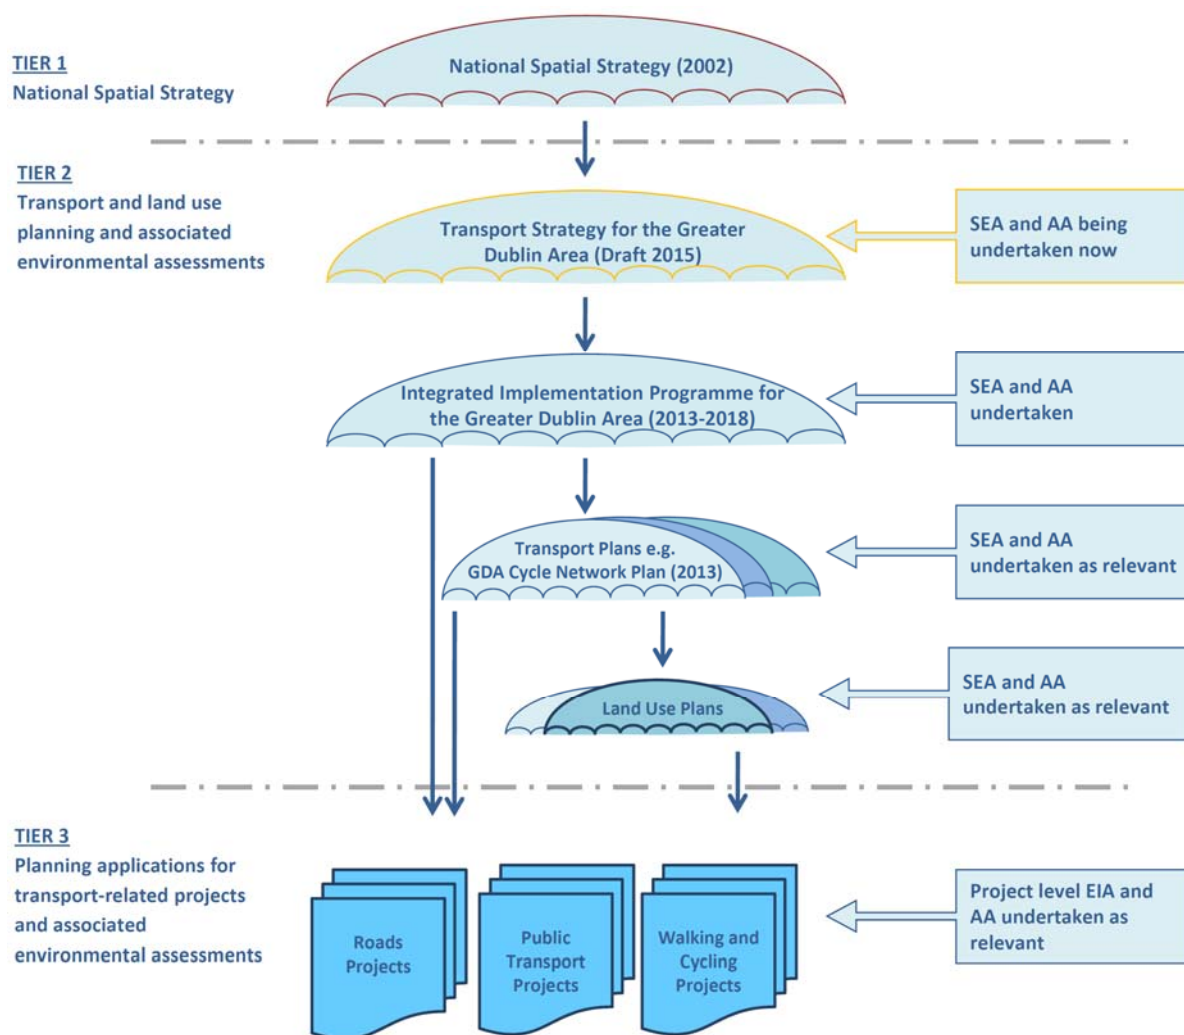 TIER 1
National Spatial Strategy
National Spatial Strategy (2002)
TIER 2
Transport and land use
planning and associated
environmental assessments
Transport Strategy for the Greater
Dublin Area (Draft 2015)
SEA and AA being
undertaken now
Integrated Implementation Programme for
the Greater Dublin Area (2013-2018)
SEA and AA
undertaken
Transport Plans e.g.
GDA Cycle Network Plan (2013)
SEA and AA
undertaken as relevant
Land Use Plans
SEA and AA
undertaken as relevant
TIER 3
Planning applications for
transport-related projects
and associated
environmental assessments
Roads
Projects
Public
Transport
Projects
Walking and
Cycling
Projects
Project level EIA and
AA undertaken as
relevant